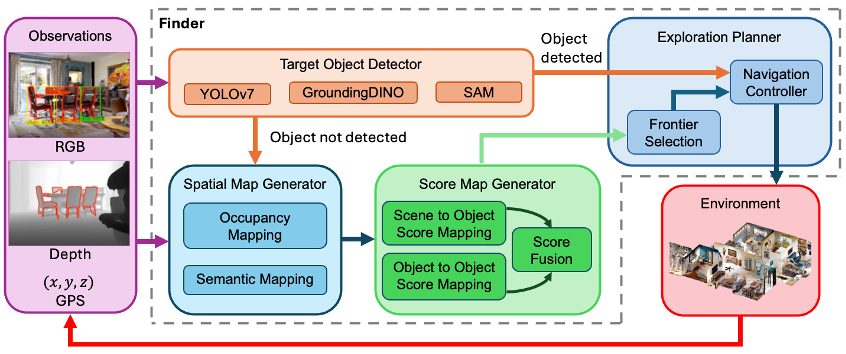 Observations
RGB
Depth
(x, y, z)
GPS
Finder
Target Object Detector
YOLOv7
GroundingDINO
SAM
Object
detected
Object not detected
Spatial Map Generator
Occupancy
Mapping
Semantic Mapping
Score Map Generator
Scene to Object
Score Mapping
Object to Object
Score Mapping
Score
Fusion
Exploration Planner
Navigation
Controller
Frontier
Selection
Environment